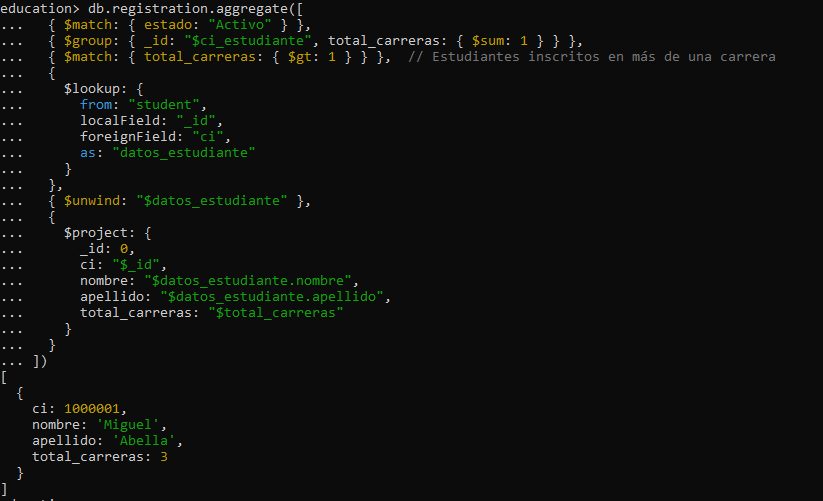 education> db.registration.aggregate([
...   { $match: { estado: "Activo" } },
...   { $group: { _id: "$ci_estudiante", total_carreras: { $sum: 1 } } },
...   { $match: { total_carreras: { $gt: 1 } } },  // Estudiantes inscritos en más de una carrera
...   {
...     $lookup: {
...       from: "student",
...       localField: "_id",
...       foreignField: "ci",
...       as: "datos_estudiante"
...     }
...   },
...   { $unwind: "$datos_estudiante" },
...   {
...     $project: {
...       _id: 0,
...       ci: "$_id",
...       nombre: "$datos_estudiante.nombre",
...       apellido: "$datos_estudiante.apellido",
...       total_carreras: "$total_carreras"
...     }
...   }
... ])
[
  {
    ci: 1000001,
    nombre: 'Miguel',
    apellido: 'Abella',
    total_carreras: 3
  }
]